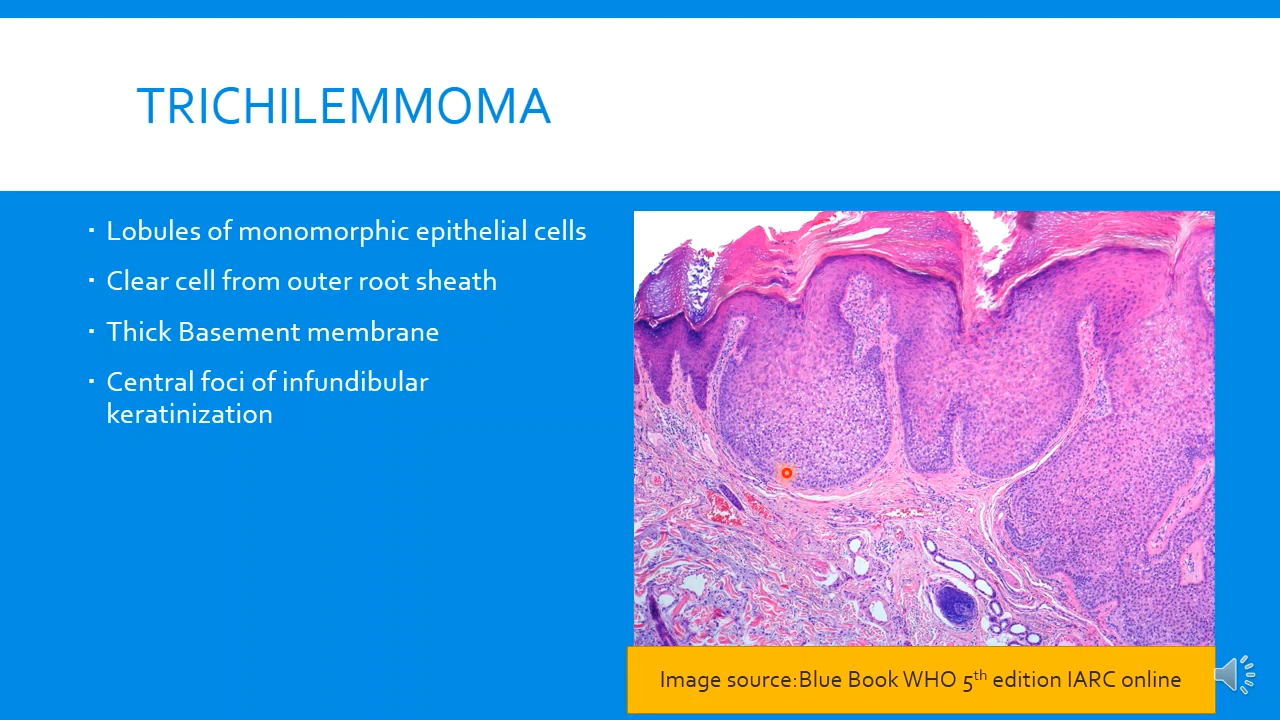 TRICHILEMMOMA
▪ Lobules of monomorphic epithelial cells
▪ Clear cell from outer root sheath
▪ Thick Basement membrane
▪ Central foci of infundibular
keratinization
Image source:Blue Book WHO 5th edition IARC online